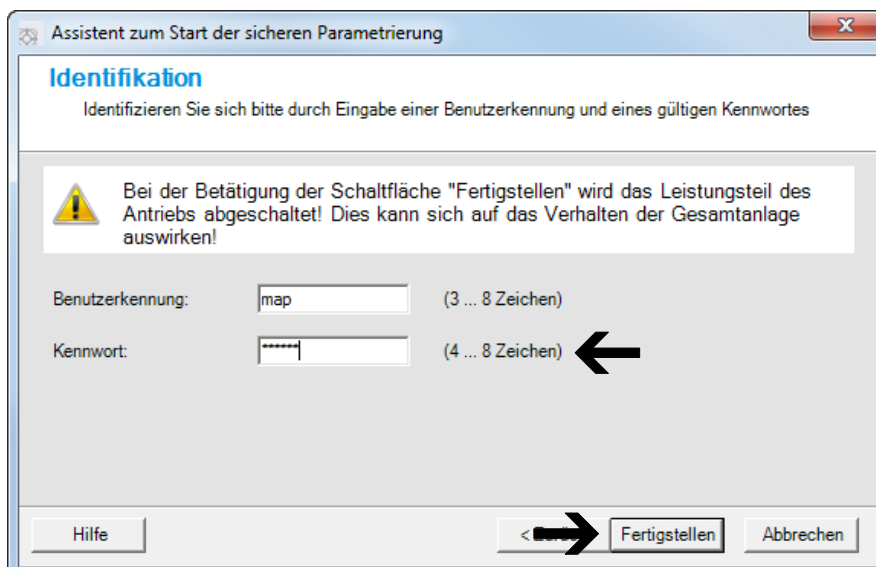 Assistent zum Start der sicheren Parametrierung
Identifikation
Identifizieren Sie sich bitte durch Eingabe einer Benutzerkennung und eines gültigen Kennwortes
Bei der Betätigung der Schaltfläche "Fertigstellen" wird das Leistungsteil des
Antriebs abgeschaltet! Dies kann sich auf das Verhalten der Gesamtanlage
auswirken!
Benutzerkennung: map (3 ... 8 Zeichen)
Kennwort: ****** (4 ... 8 Zeichen)
Hilfe < Fertigstellen Abbrechen